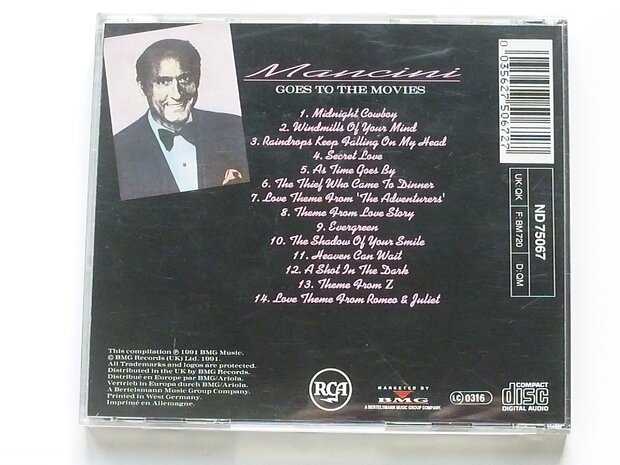 Mancini
GOES TO THE MOVIES
1. Midnight Cowboy
2. Windmills Of Your Mind
3. Raindrops Keep Falling On My Head
4. Secret Love
5. As Time Goes By
6. The Thief Who Came To Dinner
7. Love Theme From 'The Adventurers'
8. Theme From Love Story
9. Evergreen
10. The Shadow Of Your Smile
11. Heaven Can Wait
12. A Shot In The Dark
13. Theme From Z
14. Love Theme From Romeo & Juliet
0 035627 506727
ND 75067
UK:QK F:BM720 D:QM
This compilation ℗ 1991 BMG Music.
© BMG Records (UK) Ltd. 1991.
All Trademarks and logos are protected.
Distributed in the UK by BMG Records.
Distribué en Europe par BMG/Ariola.
Vertrieb in Europa durch BMG/Ariola.
A Bertelsmann Music Group Company.
Printed in West Germany.
Imprimé en Allemagne.
RCA
MARKETED BY
BMG
A BERTELSMANN MUSIC GROUP COMPANY.
LC 0316
COMPACT
disc
DIGITAL AUDIO